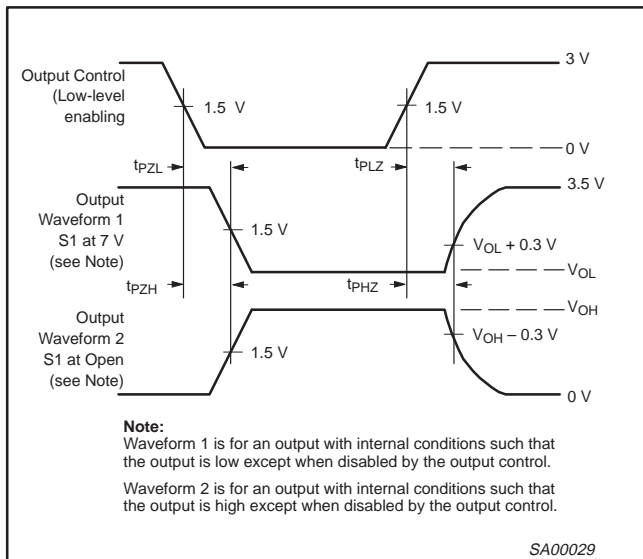 3 V
Output Control
(Low-level
enabling
1.5 V
1.5 V
0 V
tPZL
tPLZ
3.5 V
Output
Waveform 1
S1 at 7 V
(see Note)
1.5 V
VOL + 0.3 V
VOL
tPZH
tPHZ
VOH
Output
Waveform 2
S1 at Open
(see Note)
1.5 V
VOH – 0.3 V
0 V
Note:
Waveform 1 is for an output with internal conditions such that
the output is low except when disabled by the output control.
Waveform 2 is for an output with internal conditions such that
the output is high except when disabled by the output control.
SA00029